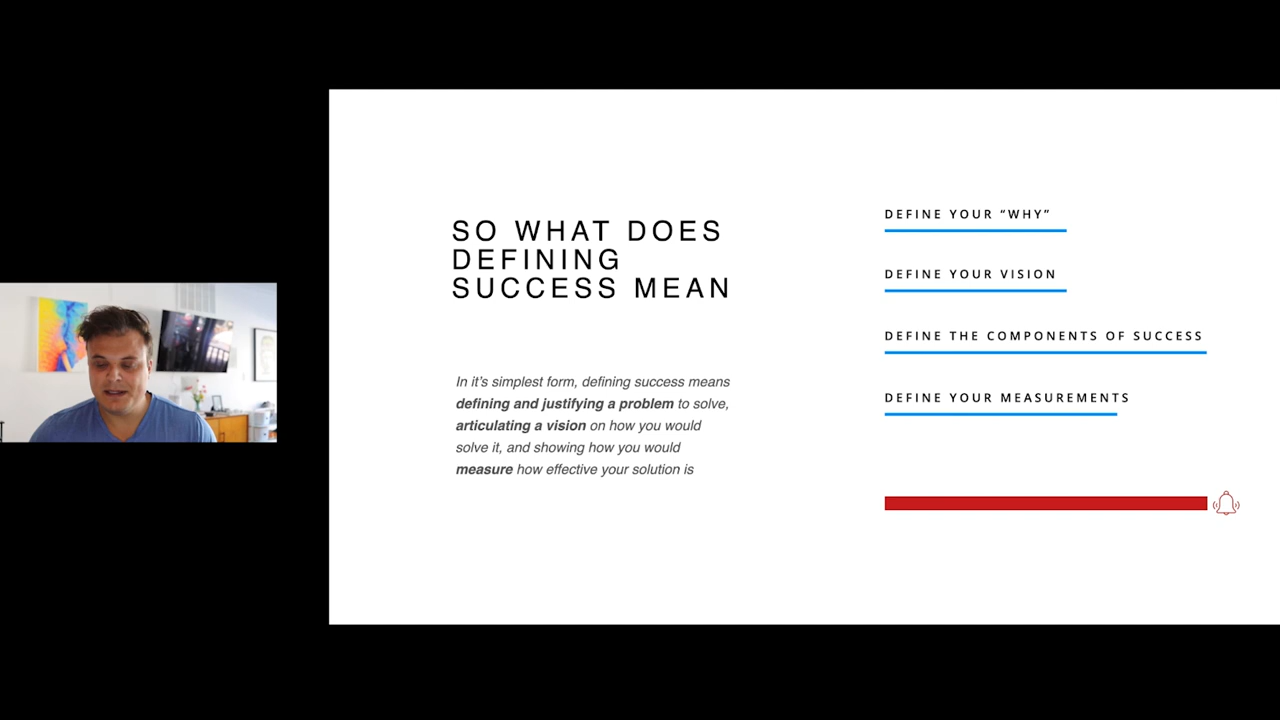 SO WHAT DOES
DEFINING
SUCCESS MEAN
In it's simplest form, defining success means
defining and justifying a problem to solve,
articulating a vision on how you would
solve it, and showing how you would
measure how effective your solution is
DEFINE YOUR “WHY”
DEFINE YOUR VISION
DEFINE THE COMPONENTS OF SUCCESS
DEFINE YOUR MEASUREMENTS